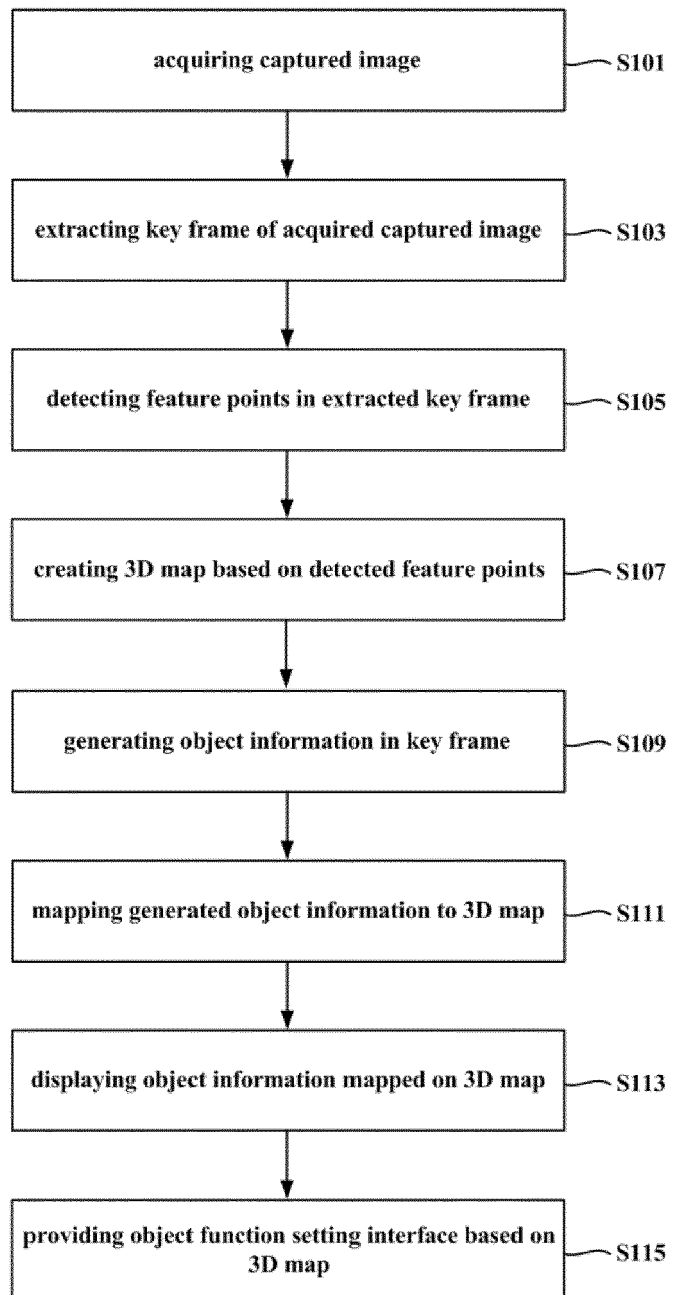 acquiring captured image
S101
extracting key frame of acquired captured image
S103
detecting feature points in extracted key frame
S105
creating 3D map based on detected feature points
S107
generating object information in key frame
S109
mapping generated object information to 3D map
S111
displaying object information mapped on 3D map
S113
providing object function setting interface based on
3D map
S115